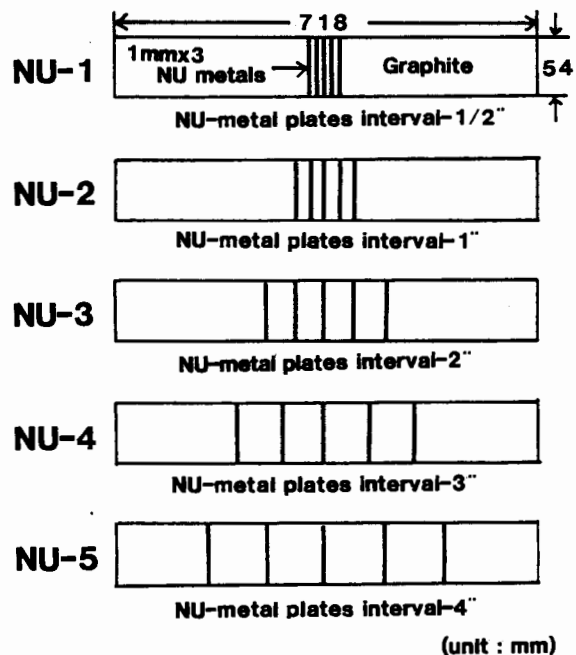 718
NU-1
1mmx3
NU metals
Graphite
54
NU-metal plates interval-1/2¨
NU-2
NU-metal plates interval-1¨
NU-3
NU-metal plates interval-2¨
NU-4
NU-metal plates interval-3¨
NU-5
NU-metal plates interval-4¨
(unit : mm)